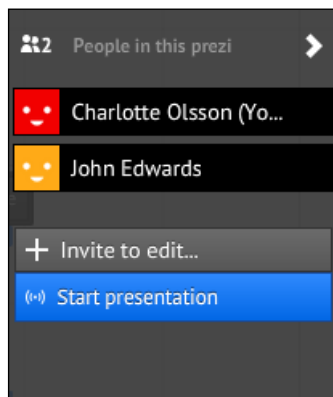 2 People in this prezi
Charlotte Olsson (Yo...
John Edwards
Invite to edit...
Start presentation